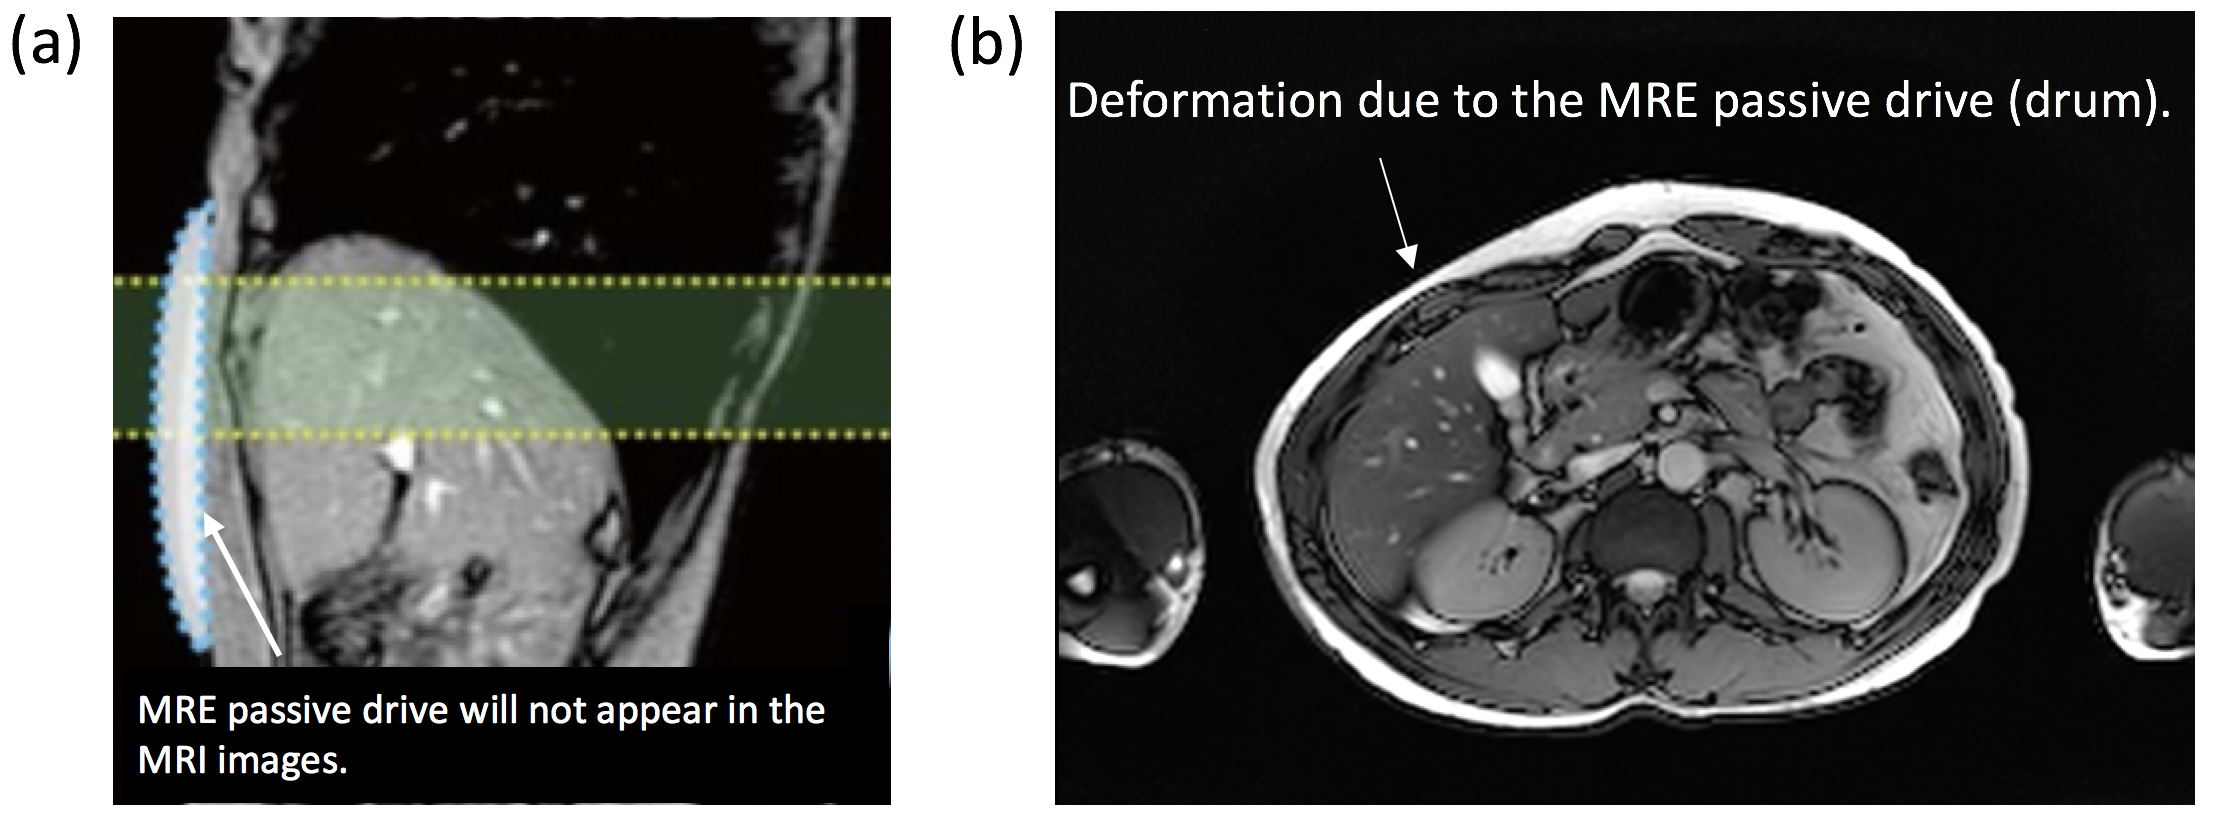 (a)
(b)
Deformation due to the MRE passive drive (drum).
MRE passive drive will not appear in the
MRI images.